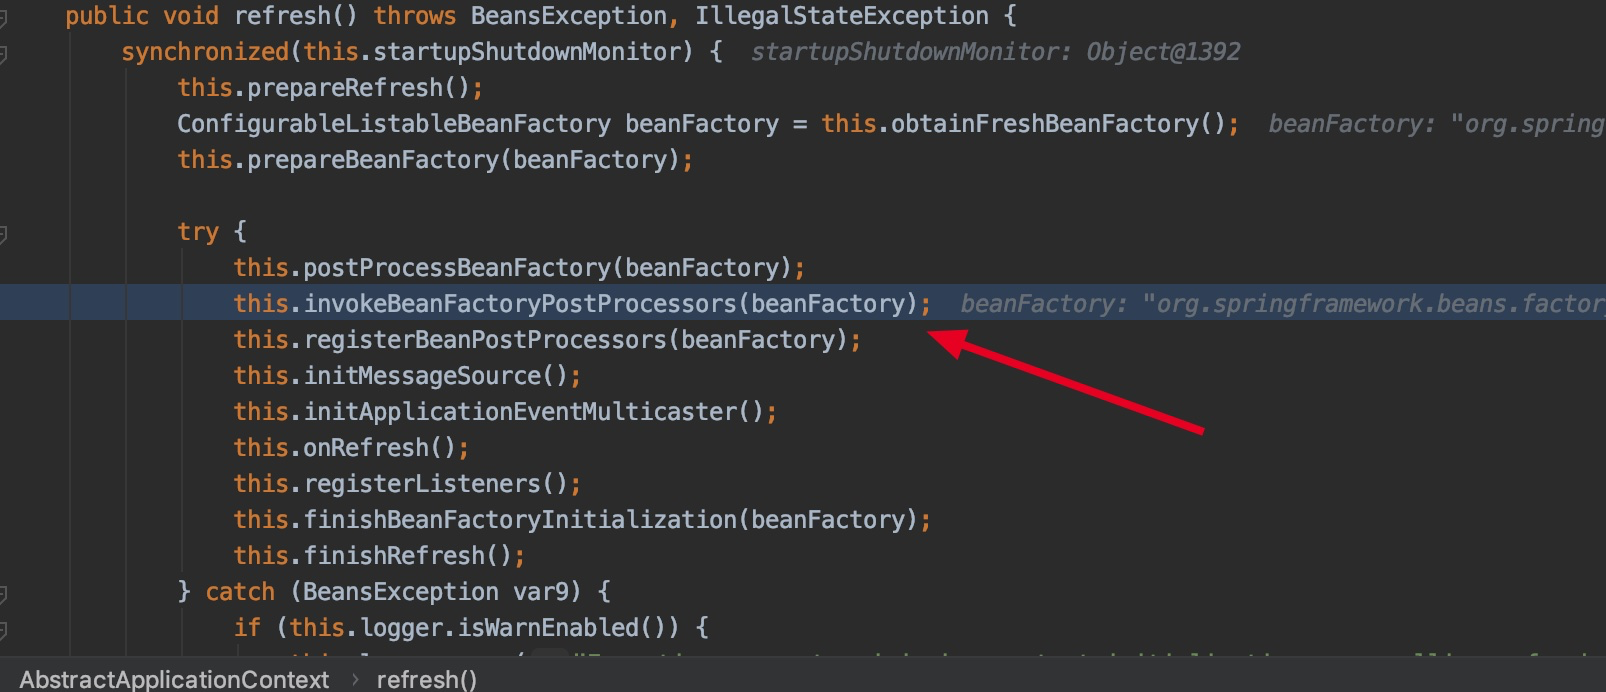 public void refresh() throws BeansException, IllegalStateException {
synchronized(this.startupShutdownMonitor) { startupShutdownMonitor: Object@1392
this.prepareRefresh();
ConfigurableListableBeanFactory beanFactory = this.obtainFreshBeanFactory(); beanFactory: "org.spring
this.prepareBeanFactory(beanFactory);
try {
this.postProcessBeanFactory(beanFactory);
this.invokeBeanFactoryPostProcessors(beanFactory); beanFactory: "org.springframework.beans.factory
this.registerBeanPostProcessors(beanFactory);
this.initMessageSource();
this.initApplicationEventMulticaster();
this.onRefresh();
this.registerListeners();
this.finishBeanFactoryInitialization(beanFactory);
this.finishRefresh();
} catch (BeansException var9) {
if (this.logger.isWarnEnabled()) {
AbstractApplicationContext › refresh()